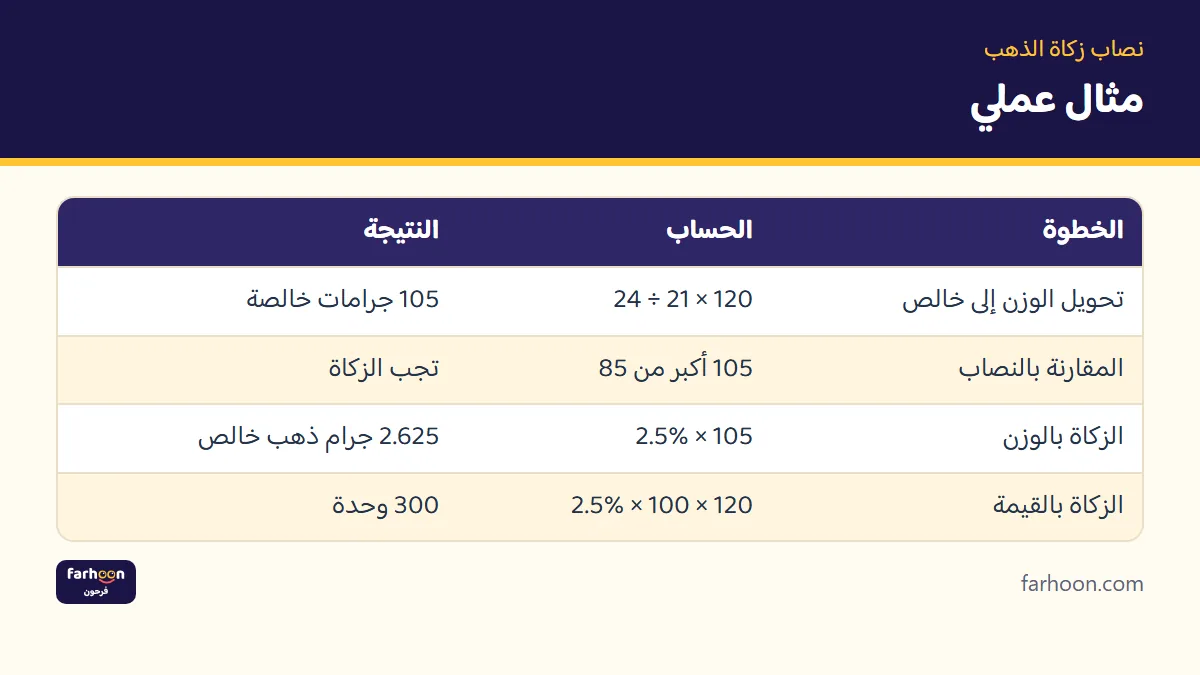 نصاب زكاة الذهب
مثال عملي
الخطوة الحساب النتيجة
تحويل الوزن إلى خالص 120 × 21 ÷ 24 105 جرامات خالصة
المقارنة بالنصاب 105 أكبر من 85 تجب الزكاة
الزكاة بالوزن 105 × 2.5% 2.625 جرام ذهب خالص
الزكاة بالقيمة 120 × 100 × 2.5% 300 وحدة
farhoon.com
farhoon
فرحون